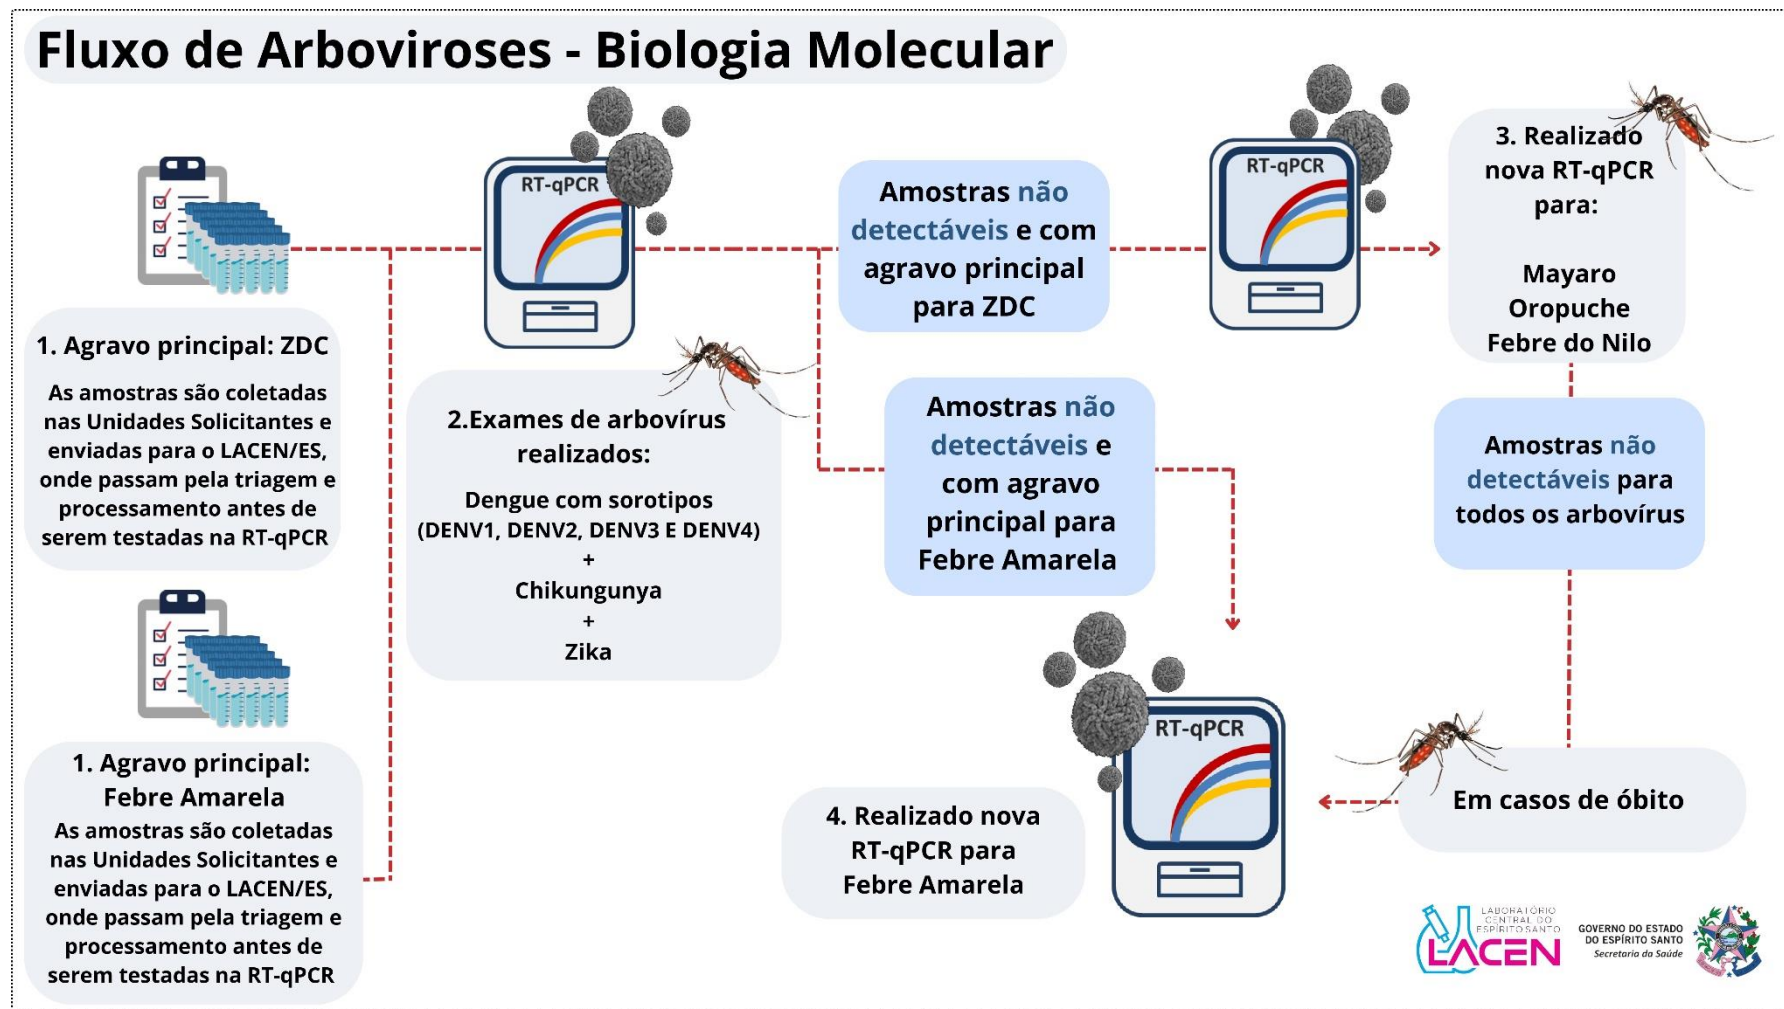 Fluxo de Arboviroses - Biologia Molecular
1. Agravo principal: ZDC
As amostras são coletadas
nas Unidades Solicitantes e
enviadas para o LACEN/ES,
onde passam pela triagem e
processamento antes de
serem testadas na RT-qPCR
1. Agravo principal:
Febre Amarela
As amostras são coletadas
nas Unidades Solicitantes e
enviadas para o LACEN/ES,
onde passam pela triagem e
processamento antes de
serem testadas na RT-qPCR
RT-qPCR
2.Exames de arbovírus
realizados:
Dengue com sorotipos
(DENV1, DENV2, DENV3 E DENV4)
+
Chikungunya
+
Zika
Amostras não
detectáveis e com
agravo principal
para ZDC
Amostras não
detectáveis e
com agravo
principal para
Febre Amarela
RT-qPCR
3. Realizado
nova RT-qPCR
para:
Mayaro
Oropuche
Febre do Nilo
Amostras não
detectáveis para
todos os arbovírus
Em casos de óbito
RT-qPCR
4. Realizado nova
RT-qPCR para
Febre Amarela
LABORATÓRIO
CENTRAL DO
ESPÍRITO SANTO
LACEN
GOVERNO DO ESTADO
DO ESPÍRITO SANTO
Secretaria da Saúde